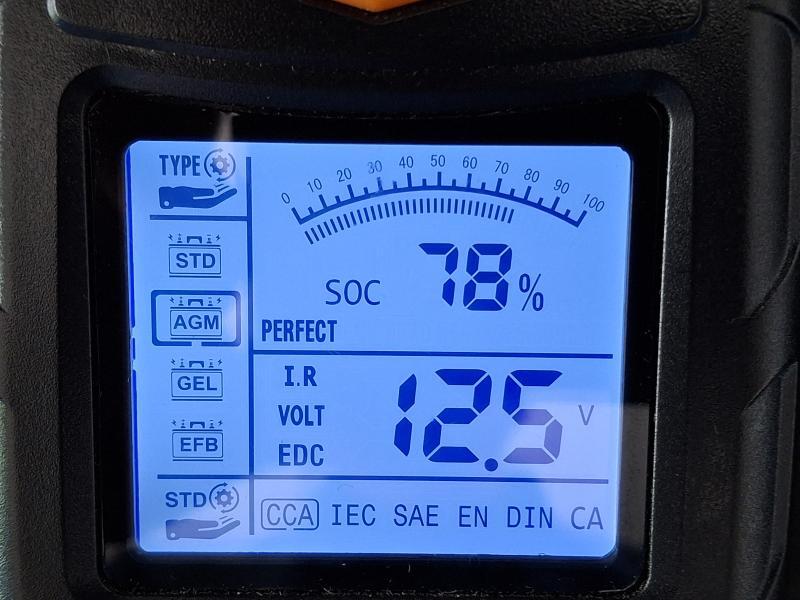 TYPE
0 10 20 30 40 50 60 70 80 90 100
STD
AGM
GEL
EFB
STD
SOC 78%
PERFECT
I.R
VOLT
EDC
12.5 V
CCA IEC SAE EN DIN CA